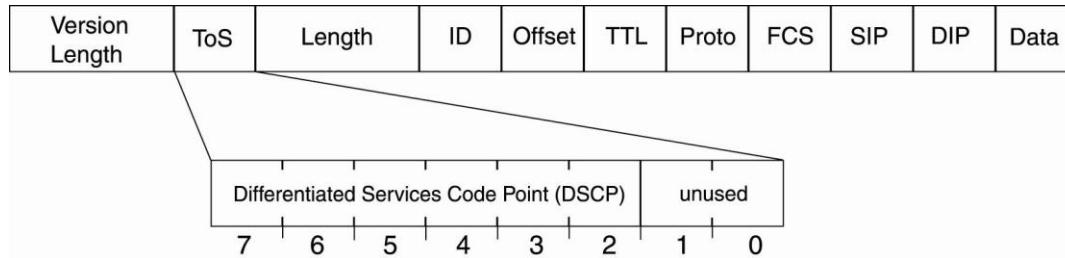 Version Length ToS Length ID Offset TTL Proto FCS SIP DIP Data
Differentiated Services Code Point (DSCP) unused
7 6 5 4 3 2 1 0